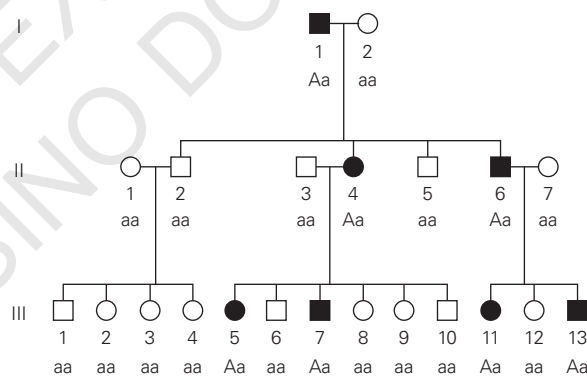 I
1 2
Aa aa
II
1 2 3 4 5 6 7
aa aa aa Aa aa Aa aa
III
1 2 3 4 5 6 7 8 9 10 11 12 13
aa aa aa aa Aa aa Aa aa aa aa Aa aa Aa